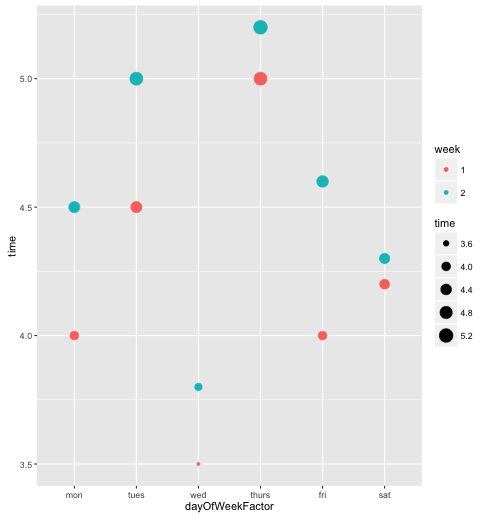 5.0
4.5
4.0
3.5
time
mon tues wed thurs fri sat
dayOfWeekFactor
week
1
2
time
3.6
4.0
4.4
4.8
5.2